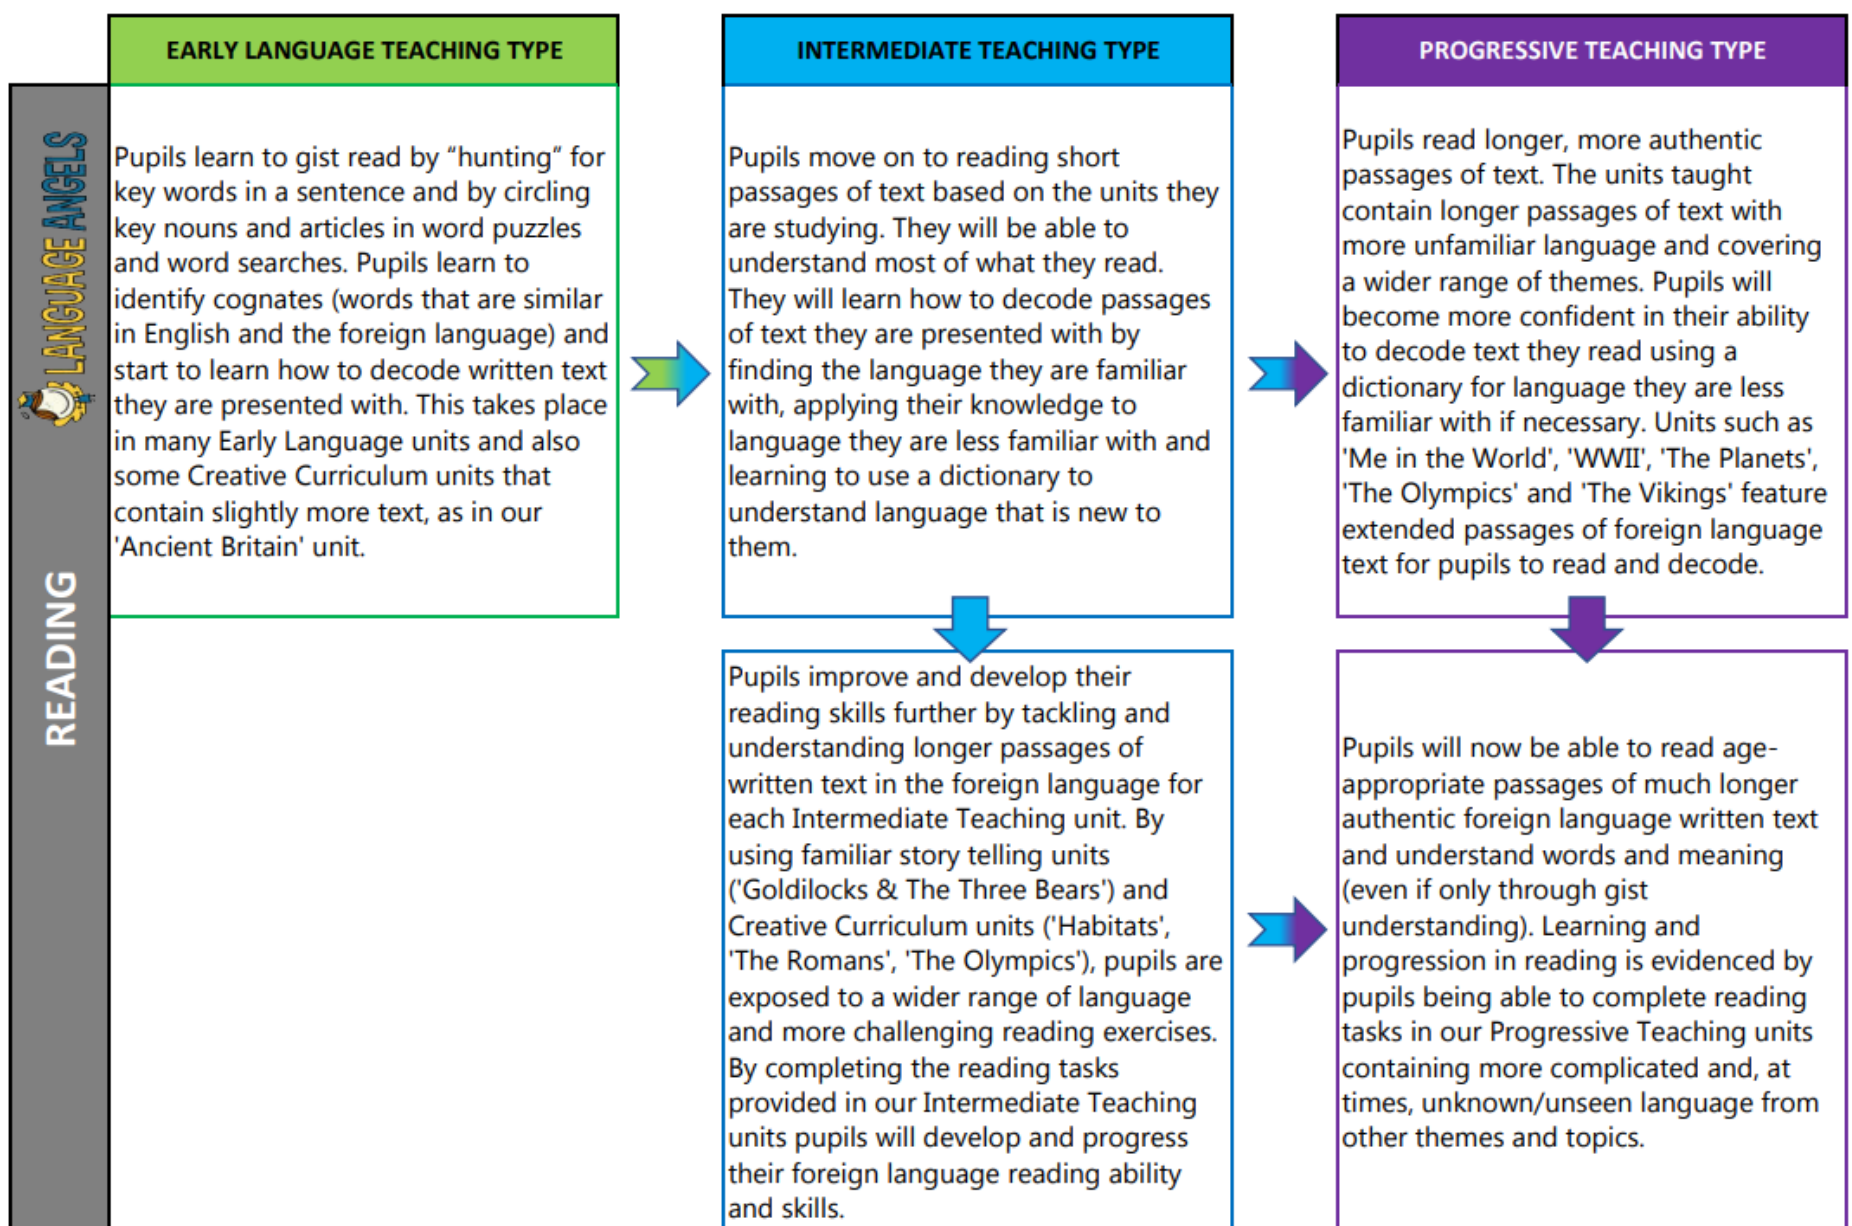 EARLY LANGUAGE TEACHING TYPE
INTERMEDIATE TEACHING TYPE
PROGRESSIVE TEACHING TYPE
LANGUAGE ANGELS
READING
Pupils learn to gist read by “hunting” for
key words in a sentence and by circling
key nouns and articles in word puzzles
and word searches. Pupils learn to
identify cognates (words that are similar
in English and the foreign language) and
start to learn how to decode written text
they are presented with. This takes place
in many Early Language units and also
some Creative Curriculum units that
contain slightly more text, as in our
'Ancient Britain' unit.
Pupils move on to reading short
passages of text based on the units they
are studying. They will be able to
understand most of what they read.
They will learn how to decode passages
of text they are presented with by
finding the language they are familiar
with, applying their knowledge to
language they are less familiar with and
learning to use a dictionary to
understand language that is new to
them.
Pupils read longer, more authentic
passages of text. The units taught
contain longer passages of text with
more unfamiliar language and covering
a wider range of themes. Pupils will
become more confident in their ability
to decode text they read using a
dictionary for language they are less
familiar with if necessary. Units such as
'Me in the World', 'WWII', 'The Planets',
'The Olympics' and 'The Vikings' feature
extended passages of foreign language
text for pupils to read and decode.
Pupils improve and develop their
reading skills further by tackling and
understanding longer passages of
written text in the foreign language for
each Intermediate Teaching unit. By
using familiar story telling units
('Goldilocks & The Three Bears') and
Creative Curriculum units ('Habitats',
'The Romans', 'The Olympics'), pupils are
exposed to a wider range of language
and more challenging reading exercises.
By completing the reading tasks
provided in our Intermediate Teaching
units pupils will develop and progress
their foreign language reading ability
and skills.
Pupils will now be able to read age-
appropriate passages of much longer
authentic foreign language written text
and understand words and meaning
(even if only through gist
understanding). Learning and
progression in reading is evidenced by
pupils being able to complete reading
tasks in our Progressive Teaching units
containing more complicated and, at
times, unknown/unseen language from
other themes and topics.